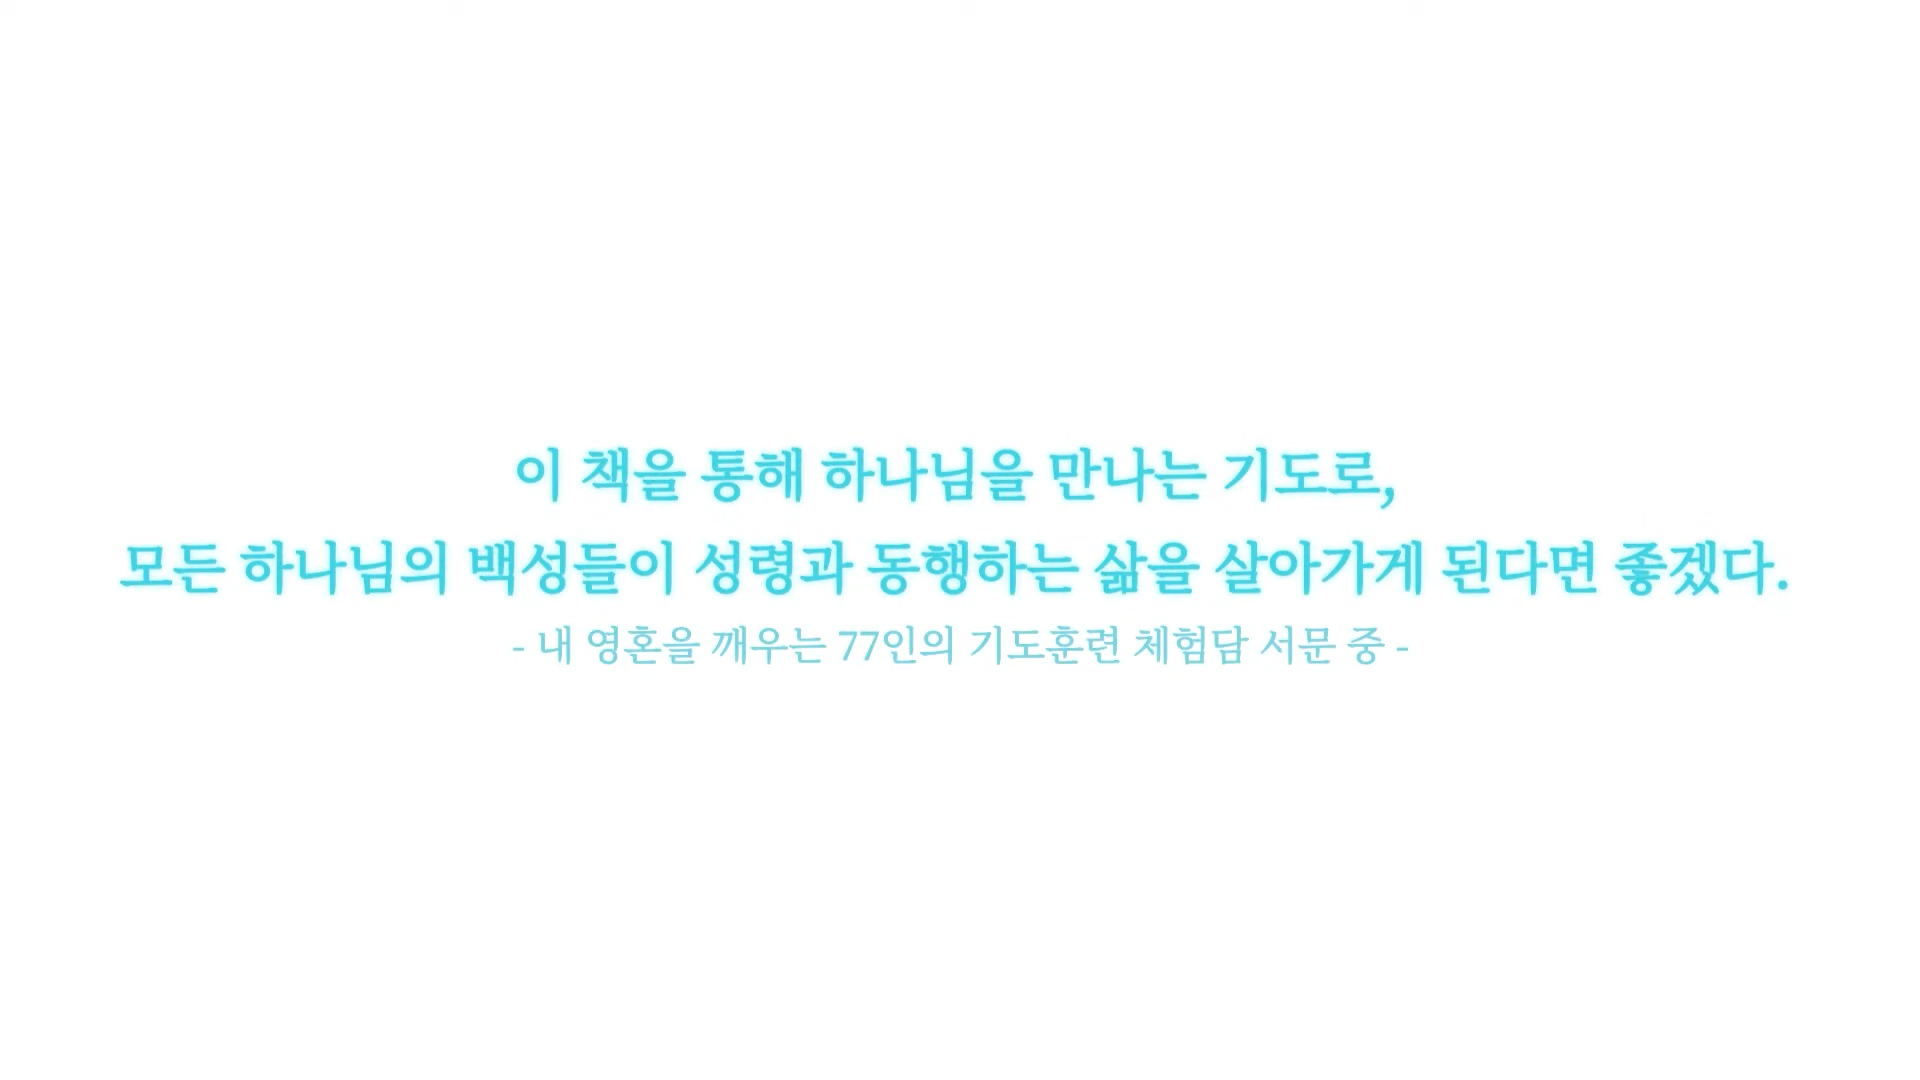 이 책을 통해 하나님을 만나는 기도로,
모든 하나님의 백성들이 성령과 동행하는 삶을 살아가게 된다면 좋겠다.
- 내 영혼을 깨우는 77인의 기도훈련 체험담 서문 중 -